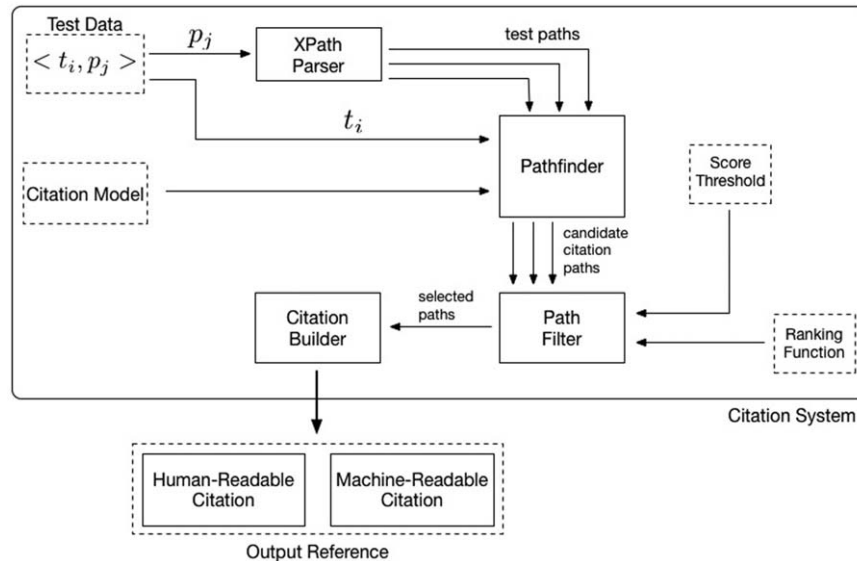 Test Data
< t_i, p_j >
p_j
XPath
Parser
test paths
t_i
Pathfinder
Citation Model
Score
Threshold
candidate
citation
paths
Citation
Builder
selected
paths
Path
Filter
Ranking
Function
Citation System
Human-Readable
Citation
Machine-Readable
Citation
Output Reference